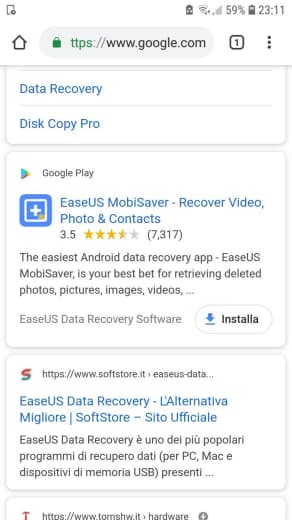 59% 23:11
ttps://www.google.com 1
Data Recovery
Disk Copy Pro
Google Play
EaseUS MobiSaver - Recover Video,
Photo & Contacts
3.5 (7,317)
The easiest Android data recovery app - EaseUS
MobiSaver, is your best bet for retrieving deleted
photos, pictures, images, videos, ...
EaseUS Data Recovery Software Installa
https://www.softstore.it › easeus-data...
EaseUS Data Recovery - L'Alternativa
Migliore | SoftStore – Sito Ufficiale
EaseUS Data Recovery è uno dei più popolari
programmi di recupero dati (per PC, Mac e
dispositivi di memoria USB) presenti ...
https://www.tomshw.it › hardware